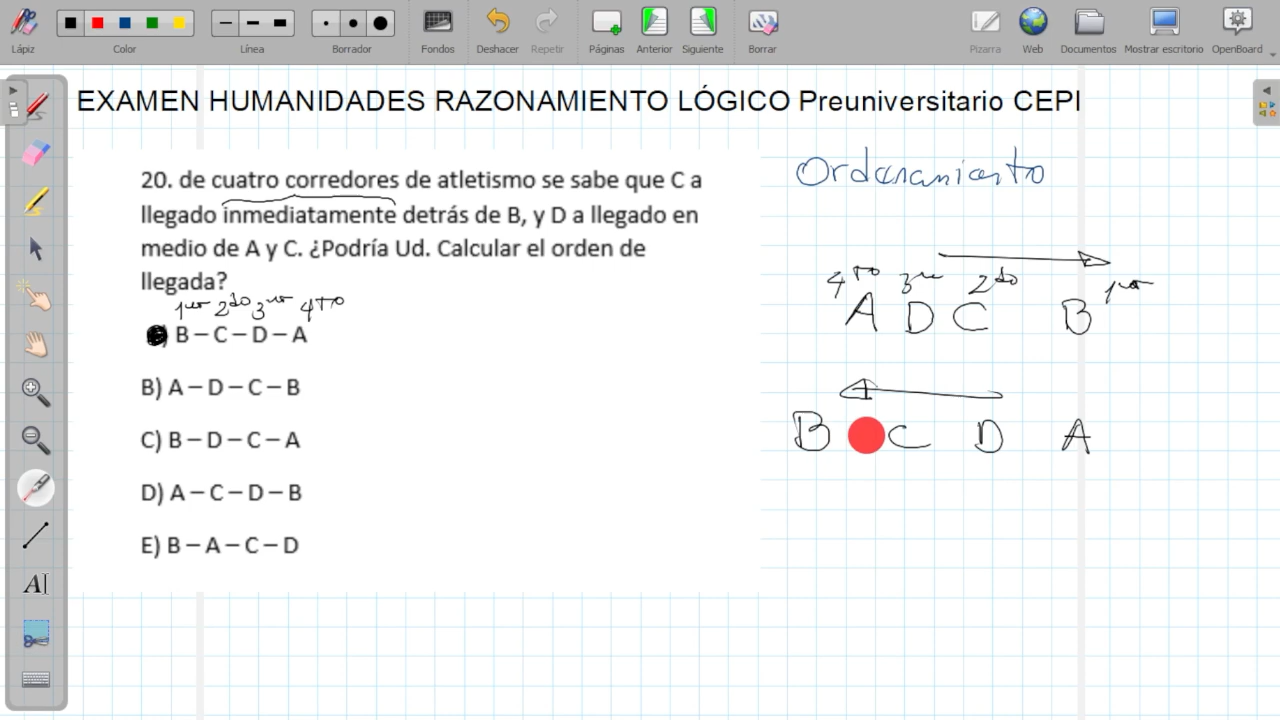 Lápiz Color Línea Borrador Fondos Deshacer Repetir Páginas Anterior Siguiente Borrar Pizarra Web Documentos Mostrar escritorio OpenBoard
EXAMEN HUMANIDADES RAZONAMIENTO LÓGICO Preuniversitario CEPI
20. de cuatro corredores de atletismo se sabe que C a
llegado inmediatamente detrás de B, y D a llegado en
medio de A y C. ¿Podría Ud. Calcular el orden de
llegada?
1ro 2do 3ro 4to
B – C – D – A
B) A – D – C – B
C) B – D – C – A
D) A – C – D – B
E) B – A – C – D
Ordenamiento
4to 3ro 2do 1ro
A D C B
B C D A
AI